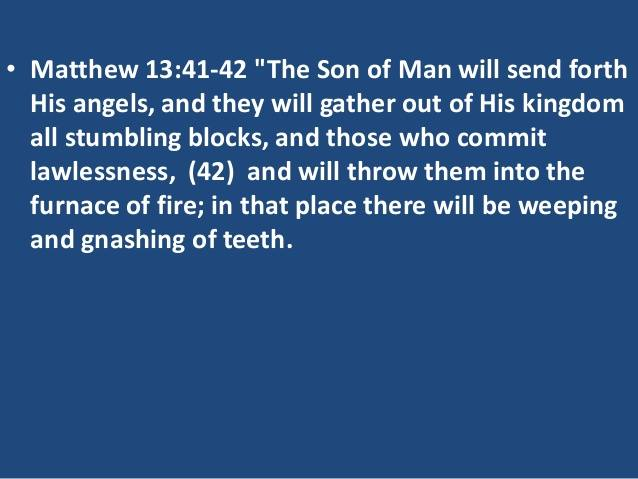 • Matthew 13:41-42 "The Son of Man will send forth
His angels, and they will gather out of His kingdom
all stumbling blocks, and those who commit
lawlessness,  (42)  and will throw them into the
furnace of fire; in that place there will be weeping
and gnashing of teeth.